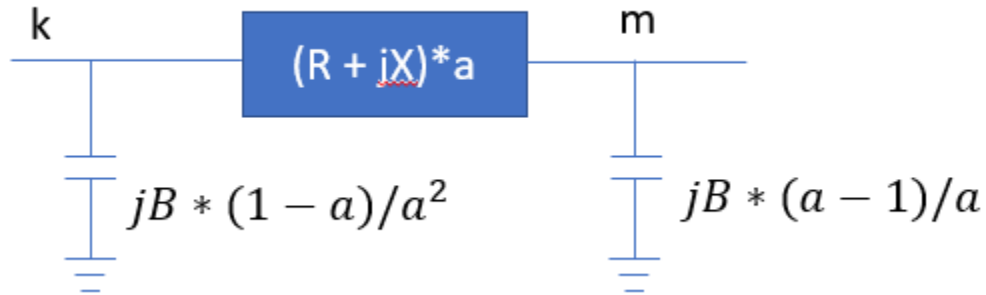 k
m
(R + jX)*a
jB * (1 − a)/a²
jB * (a − 1)/a